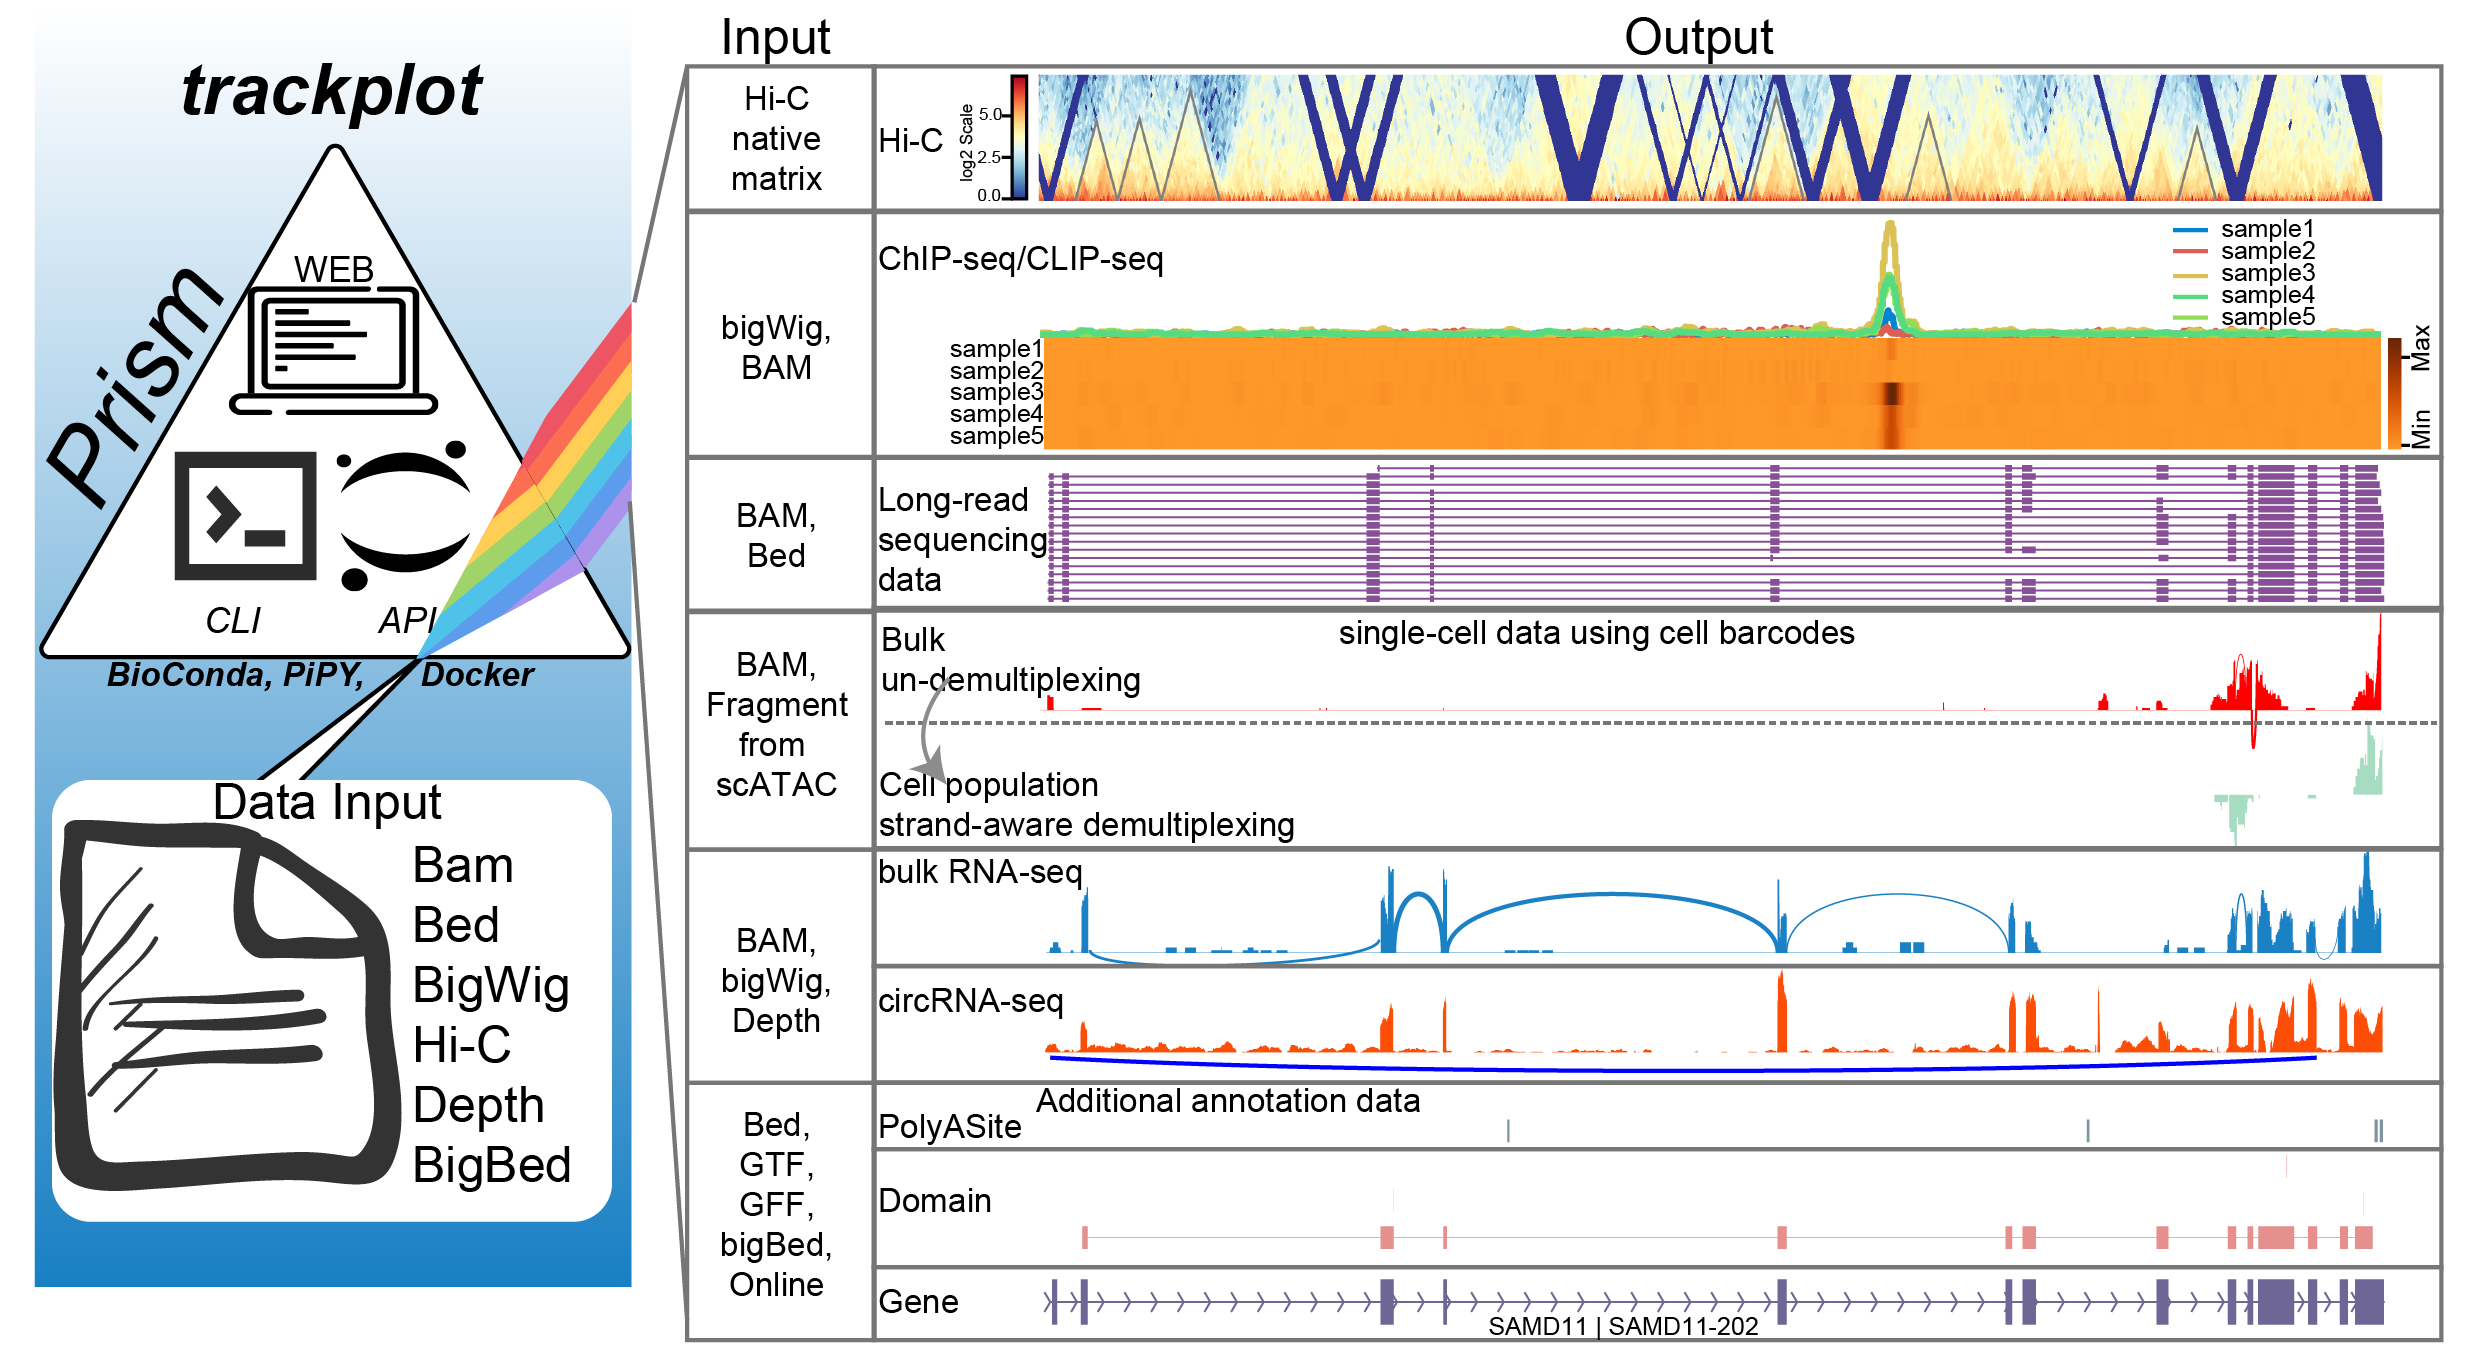 trackplot
Prism
WEB
CLI
API
BioConda, PiPY, Docker
Data Input
Bam
Bed
BigWig
Hi-C
Depth
BigBed
Input
Output
Hi-C
native
matrix
Hi-C
log2 Scale
5.0
2.5
0.0
bigWig,
BAM
ChIP-seq/CLIP-seq
sample1
sample2
sample3
sample4
sample5
sample1
sample2
sample3
sample4
sample5
Max
Min
BAM,
Bed
Long-read
sequencing
data
BAM,
Fragment
from
scATAC
Bulk
un-demultiplexing
single-cell data using cell barcodes
Cell population
strand-aware demultiplexing
BAM,
bigWig,
Depth
bulk RNA-seq
circRNA-seq
Bed,
GTF,
GFF,
bigBed,
Online
Additional annotation data
PolyASite
Domain
Gene
SAMD11 | SAMD11-202